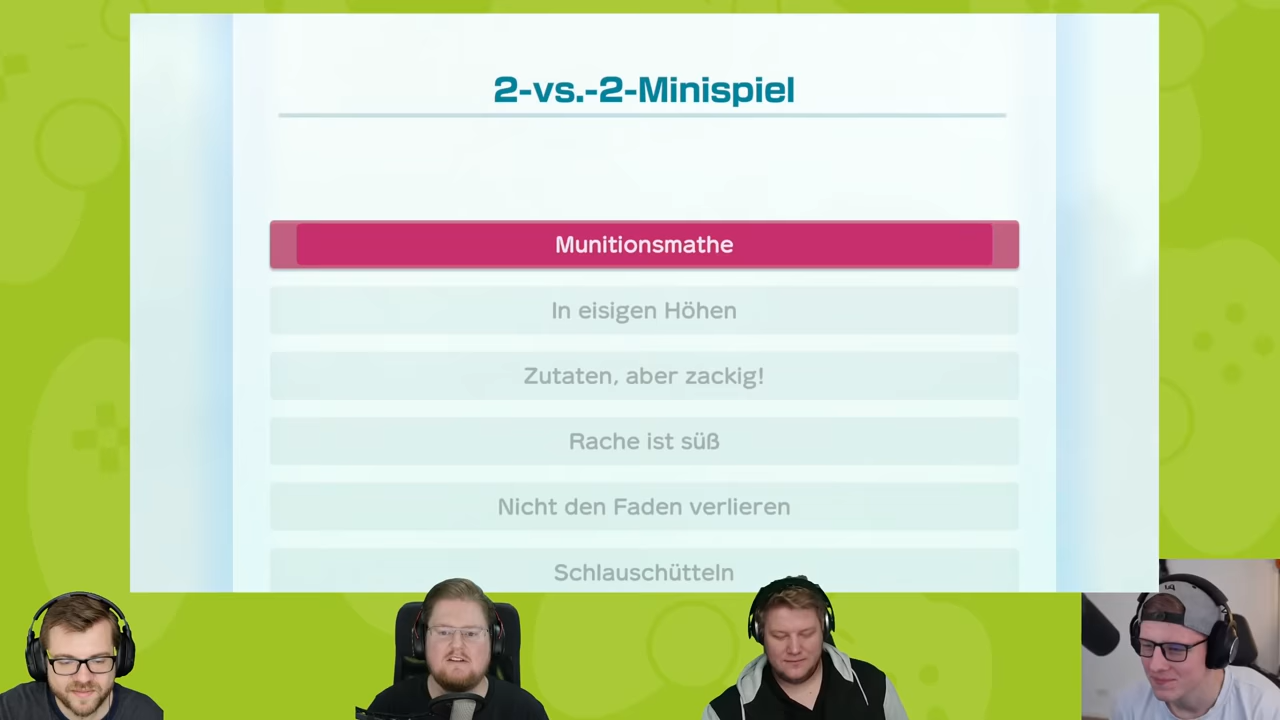 2-vs.-2-Minispiel
Munitionsmathe
In eisigen Höhen
Zutaten, aber zackig!
Rache ist süß
Nicht den Faden verlieren
Schlauschütteln